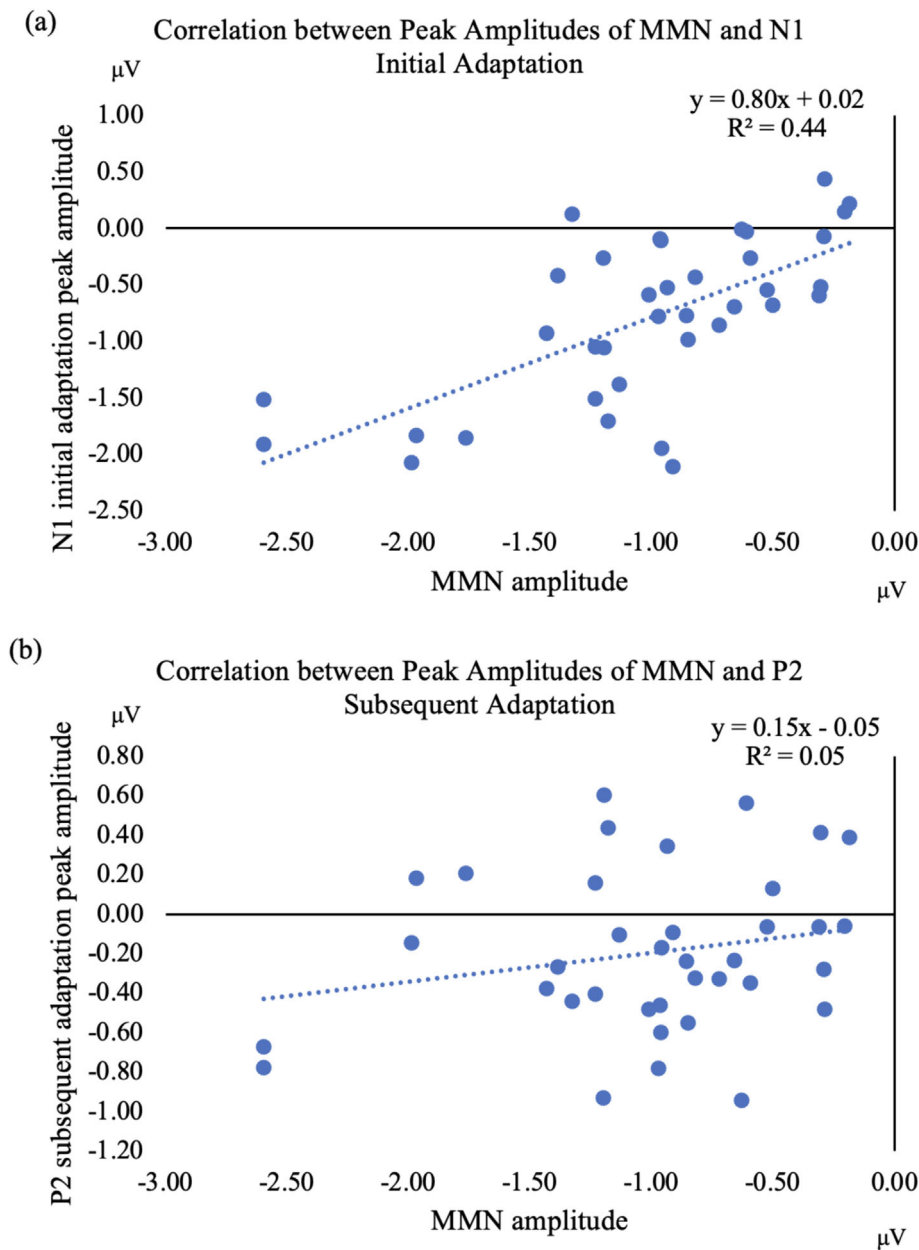 (a)
Correlation between Peak Amplitudes of MMN and N1
Initial Adaptation
μV
y = 0.80x + 0.02
R² = 0.44
N1 initial adaptation peak amplitude
1.00
0.50
0.00
-0.50
-1.00
-1.50
-2.00
-2.50
-3.00 -2.50 -2.00 -1.50 -1.00 -0.50 0.00
MMN amplitude
μV
(b)
Correlation between Peak Amplitudes of MMN and P2
Subsequent Adaptation
μV
y = 0.15x - 0.05
R² = 0.05
P2 subsequent adaptation peak amplitude
0.80
0.60
0.40
0.20
0.00
-0.20
-0.40
-0.60
-0.80
-1.00
-1.20
-3.00 -2.50 -2.00 -1.50 -1.00 -0.50 0.00
MMN amplitude
μV